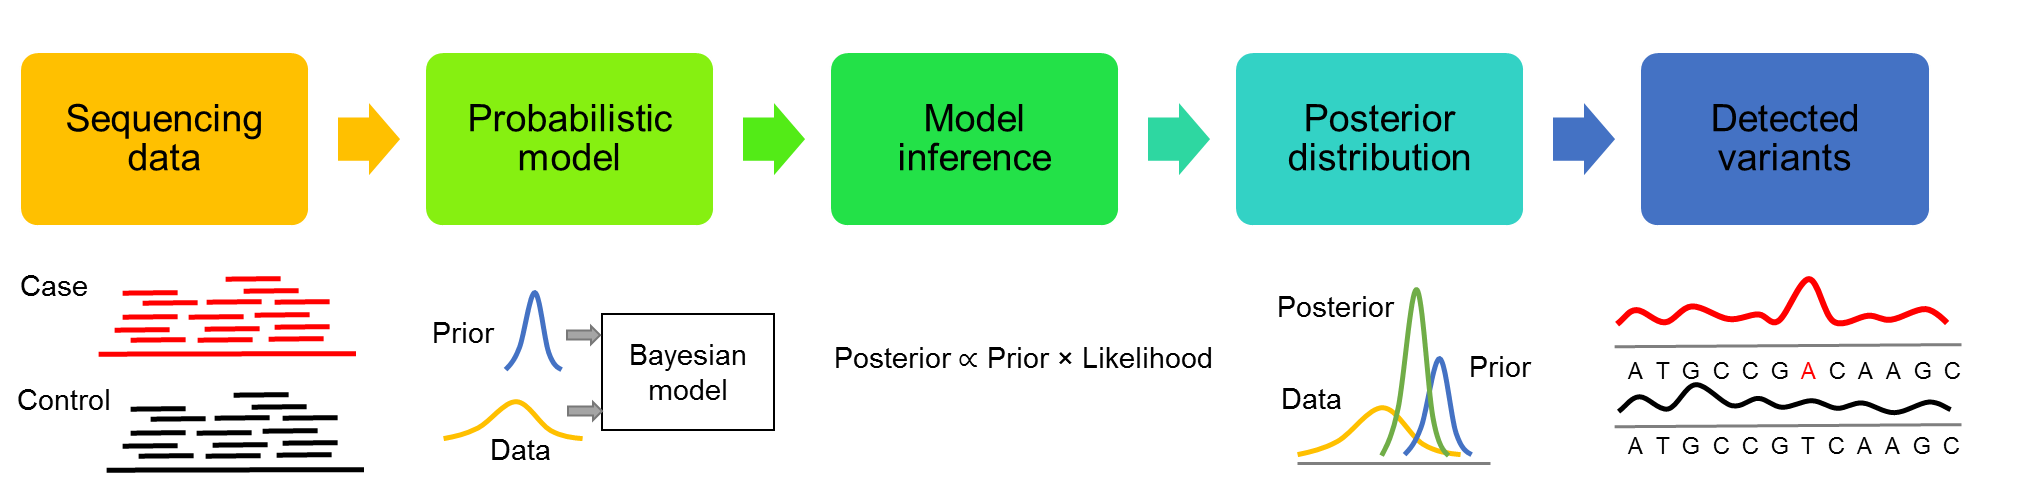 Sequencing
data
Probabilistic
model
Model
inference
Posterior
distribution
Detected
variants
Case
Control
Prior
Data
Bayesian
model
Posterior ∝ Prior × Likelihood
Posterior
Prior
Data
A T G C C G A C A A G C
A T G C C G T C A A G C